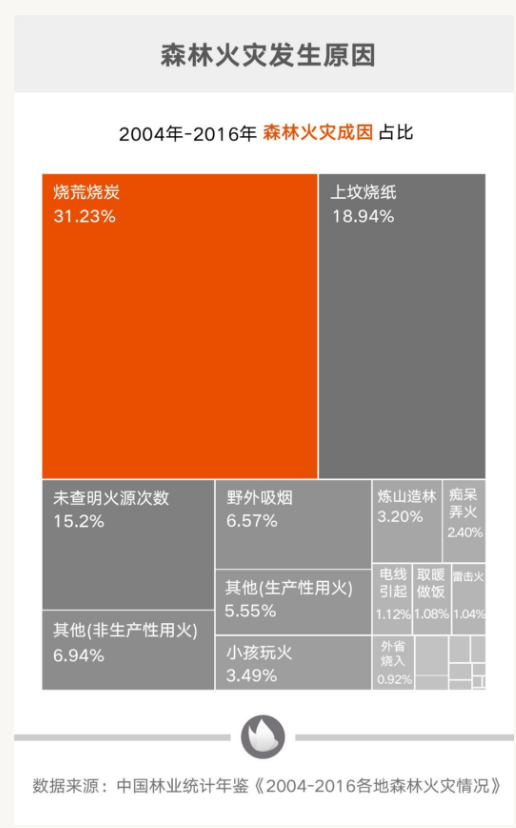 森林火灾发生原因
2004年-2016年 森林火灾成因 占比
烧荒烧炭
31.23%
上坟烧纸
18.94%
未查明火源次数
15.2%
其他(非生产性用火)
6.94%
野外吸烟
6.57%
其他(生产性用火)
5.55%
小孩玩火
3.49%
炼山造林
3.20%
痴呆
弄火
2.40%
电线
引起
1.12%
取暖
做饭
1.08%
雷击火
1.04%
外省
烧入
0.92%
数据来源：中国林业统计年鉴《2004-2016各地森林火灾情况》